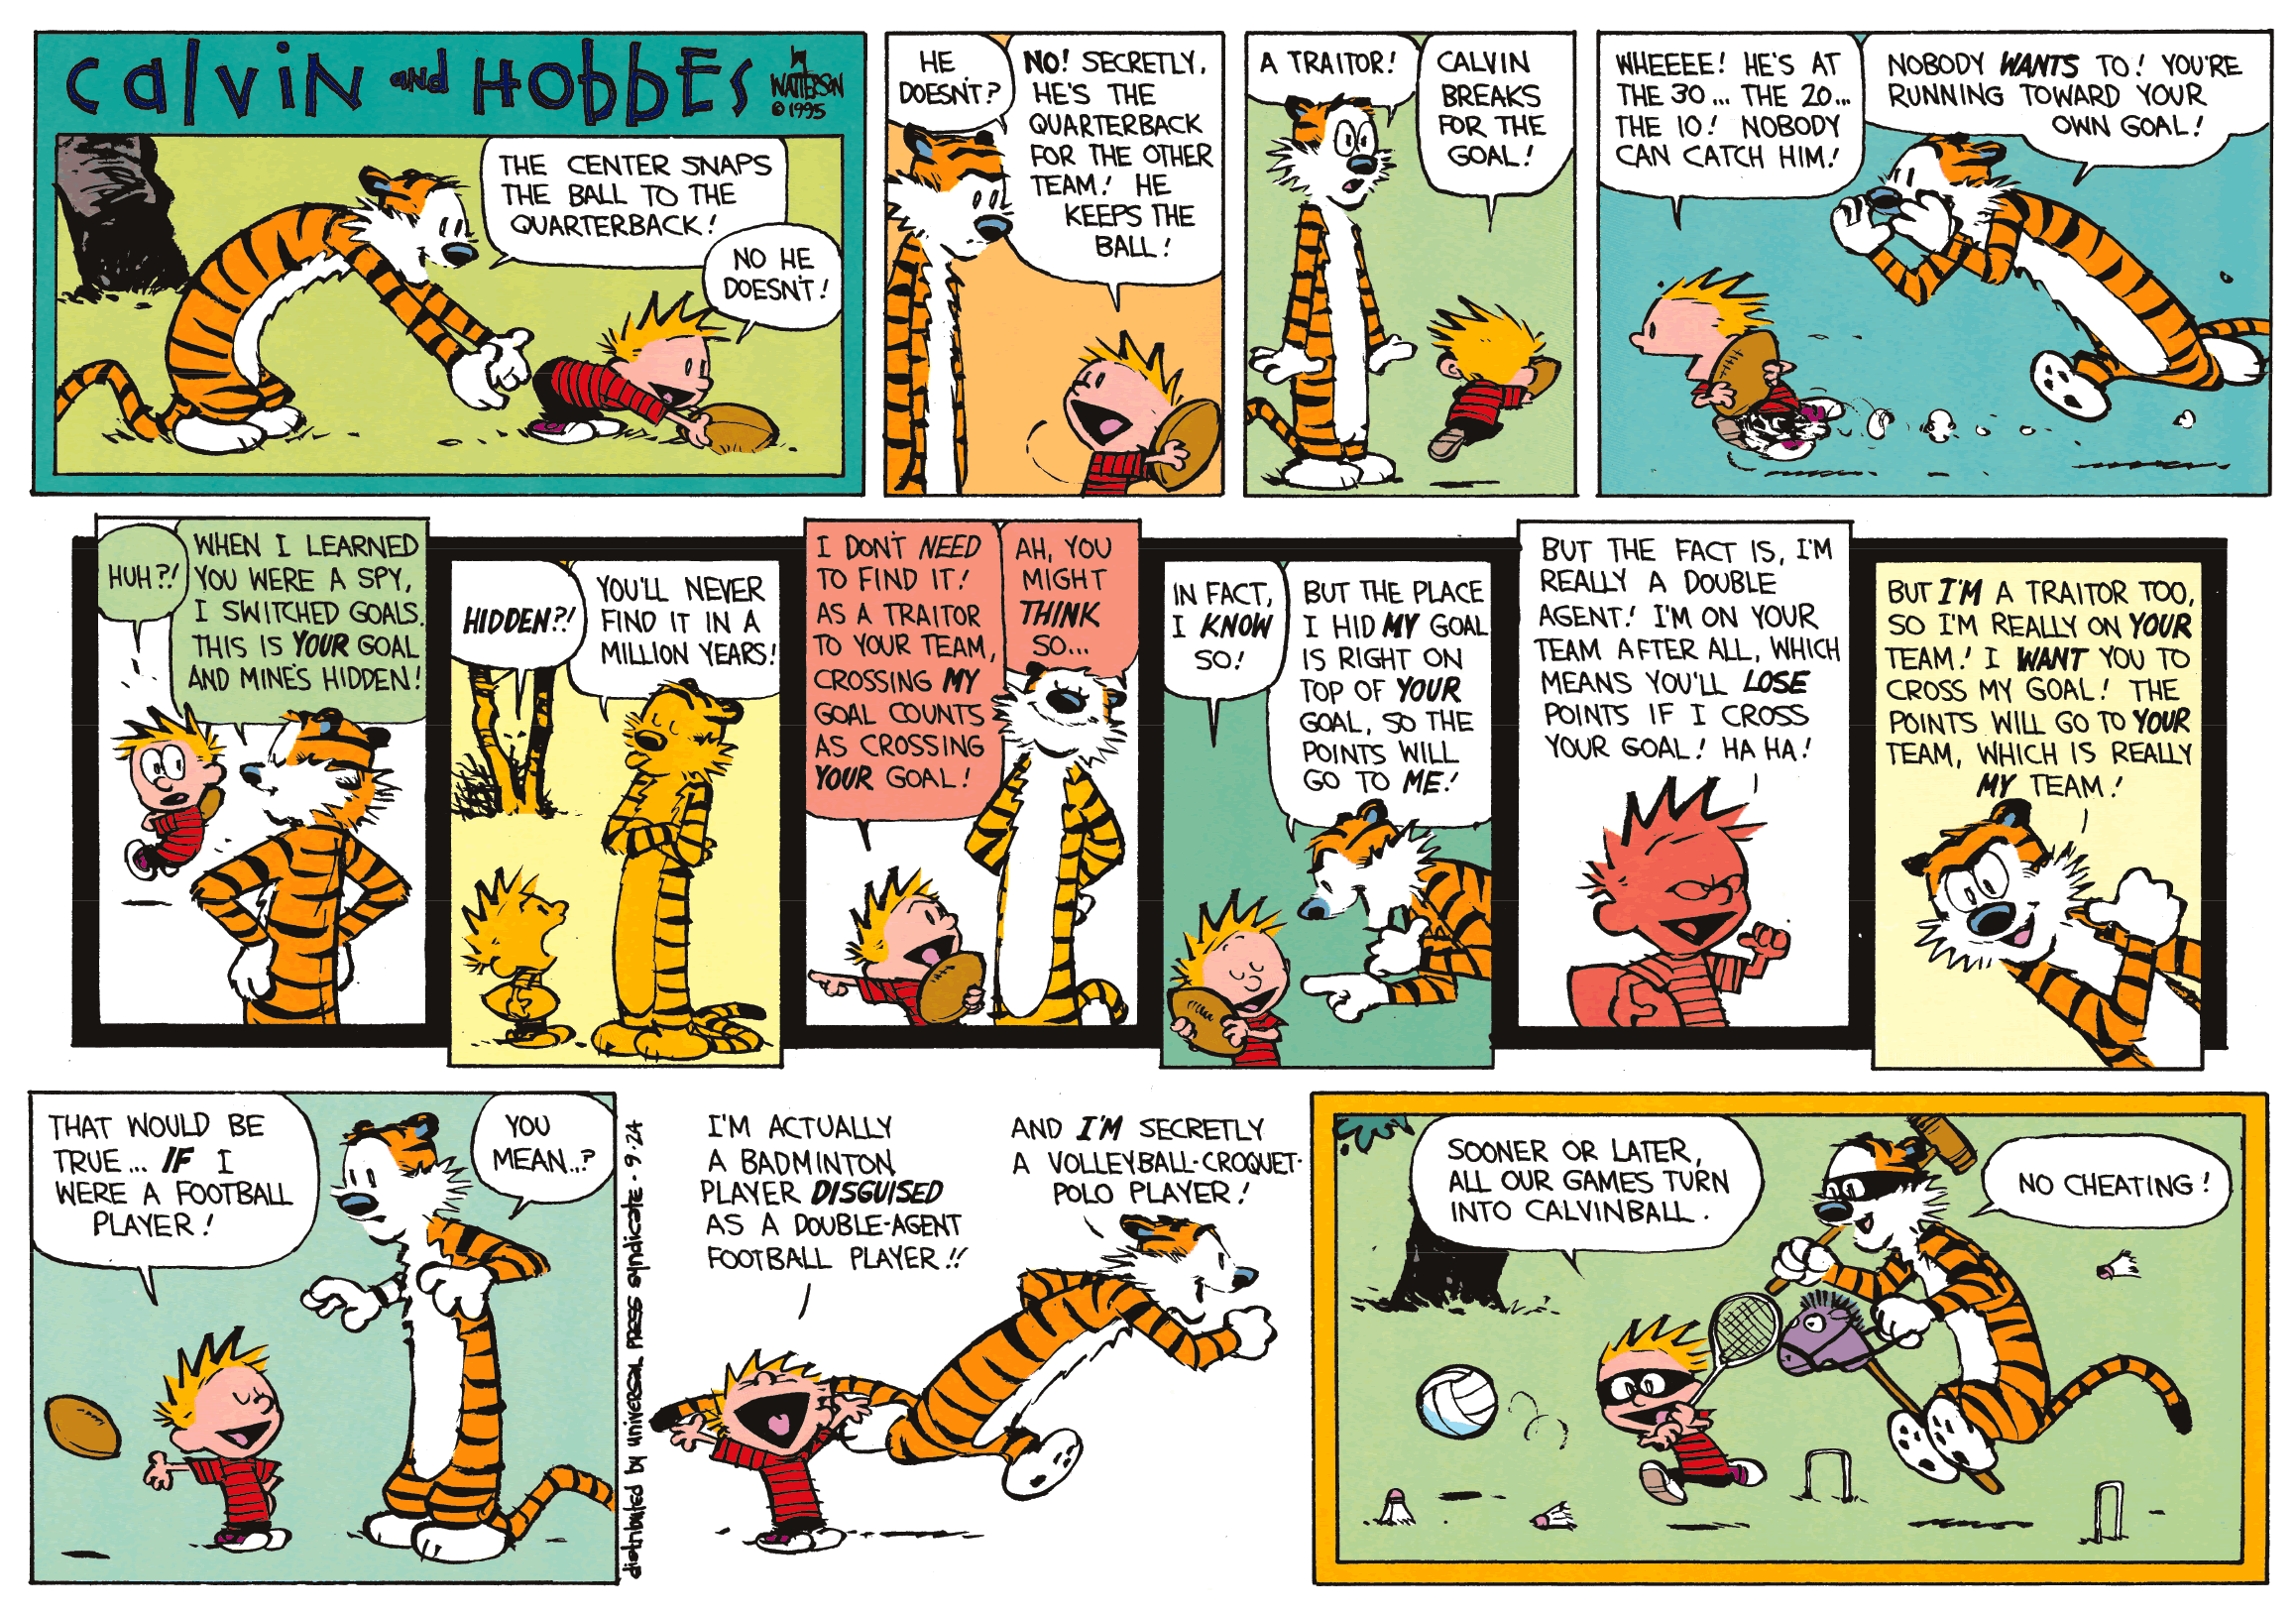 Calvin and Hobbes
by
WATTERSON
© 1995
THE CENTER SNAPS
THE BALL TO THE
QUARTERBACK!
NO HE
DOESN'T!
HE
DOESN'T?
NO! SECRETLY,
HE'S THE
QUARTERBACK
FOR THE OTHER
TEAM! HE
KEEPS THE
BALL!
A TRAITOR!
CALVIN
BREAKS
FOR THE
GOAL!
WHEEEE! HE'S AT
THE 30... THE 20...
THE 10! NOBODY
CAN CATCH HIM!
NOBODY WANTS TO! YOU'RE
RUNNING TOWARD YOUR
OWN GOAL!
HUH?!
WHEN I LEARNED
YOU WERE A SPY,
I SWITCHED GOALS.
THIS IS YOUR GOAL
AND MINE'S HIDDEN!
HIDDEN?!
YOU'LL NEVER
FIND IT IN A
MILLION YEARS!
I DON'T NEED
TO FIND IT!
AS A TRAITOR
TO YOUR TEAM,
CROSSING MY
GOAL COUNTS
AS CROSSING
YOUR GOAL!
AH, YOU
MIGHT
THINK
SO...
IN FACT,
I KNOW
SO!
BUT THE PLACE
I HID MY GOAL
IS RIGHT ON
TOP OF YOUR
GOAL, SO THE
POINTS WILL
GO TO ME!
BUT THE FACT IS, I'M
REALLY A DOUBLE
AGENT! I'M ON YOUR
TEAM AFTER ALL, WHICH
MEANS YOU'LL LOSE
POINTS IF I CROSS
YOUR GOAL! HA HA!
BUT I'M A TRAITOR TOO,
SO I'M REALLY ON YOUR
TEAM! I WANT YOU TO
CROSS MY GOAL! THE
POINTS WILL GO TO YOUR
TEAM, WHICH IS REALLY
MY TEAM!
THAT WOULD BE
TRUE... IF I
WERE A FOOTBALL
PLAYER!
YOU
MEAN...?
distributed by Universal Press Syndicate • 9•24
I'M ACTUALLY
A BADMINTON
PLAYER DISGUISED
AS A DOUBLE-AGENT
FOOTBALL PLAYER!!
AND I'M SECRETLY
A VOLLEYBALL-CROQUET-
POLO PLAYER!
SOONER OR LATER,
ALL OUR GAMES TURN
INTO CALVINBALL.
NO CHEATING!